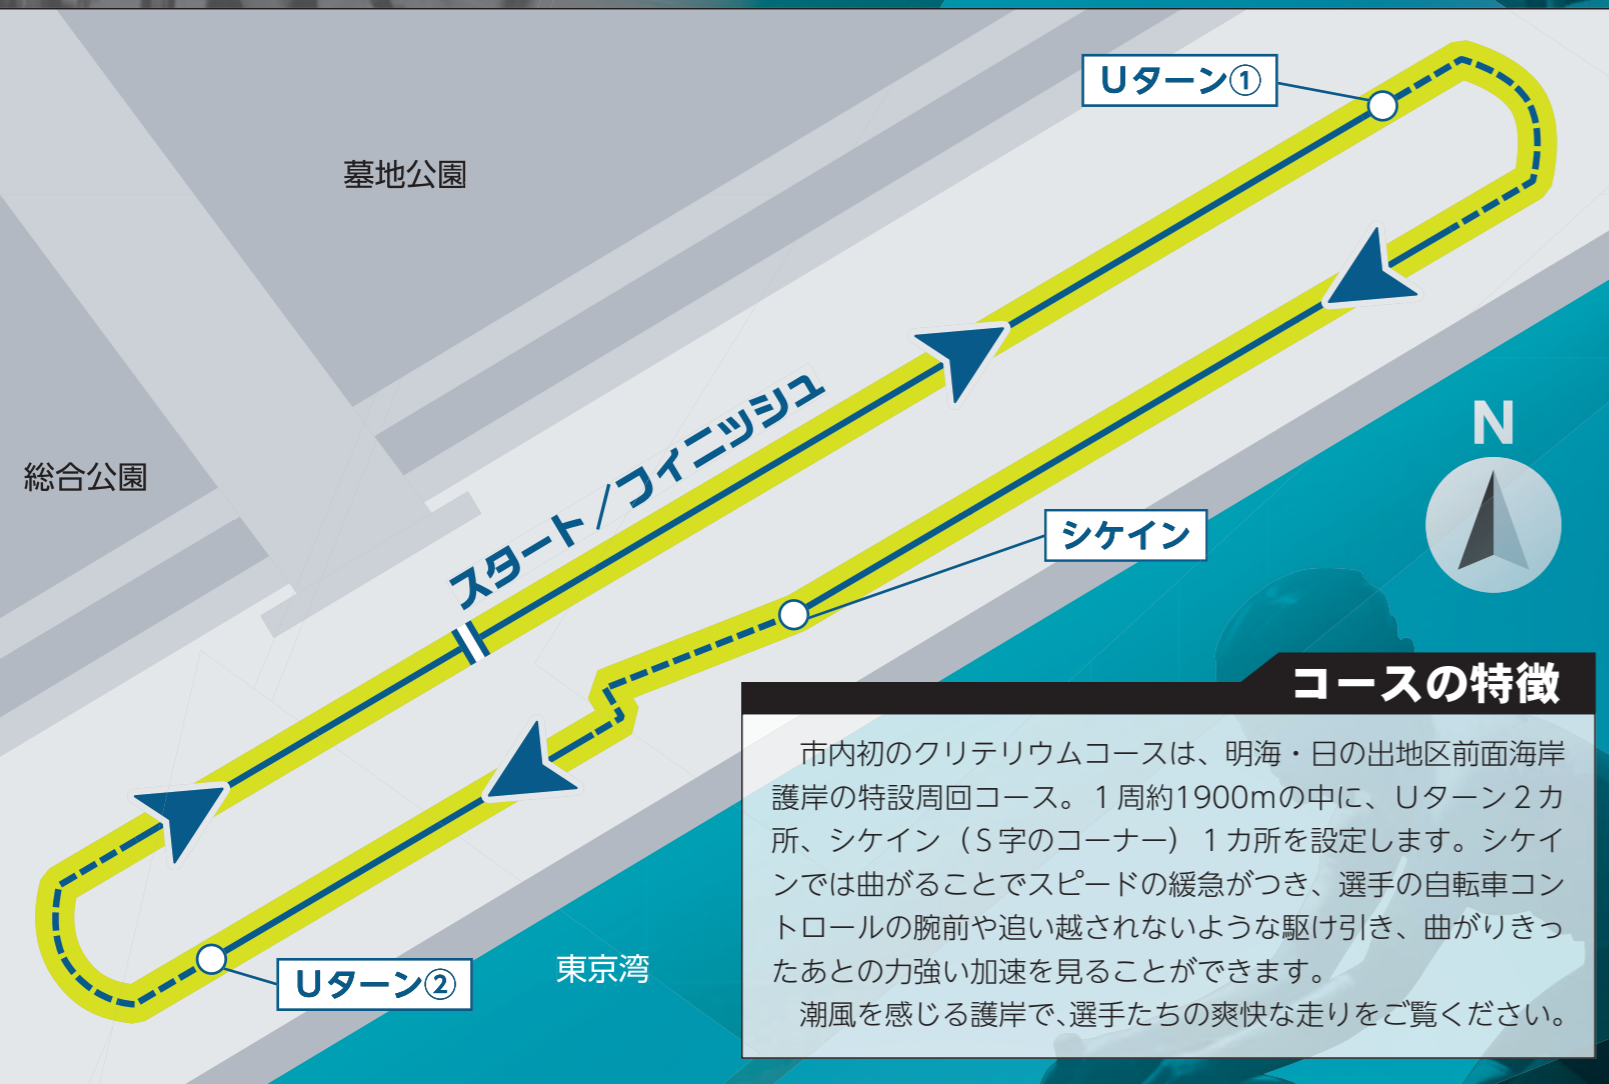 Uターン①
墓地公園
スタート/フィニッシュ
N
総合公園
シケイン
コースの特徴
市内初のクリテリウムコースは、明海・日の出地区前面海岸
護岸の特設周回コース。1周約1900mの中に、Uターン2カ
所、シケイン（S字のコーナー）1カ所を設定します。シケイ
ンでは曲がることでスピードの緩急がつき、選手の自転車コン
トロールの腕前や追い越されないような駆け引き、曲がりきっ
たあとの力強い加速を見ることができます。
潮風を感じる護岸で、選手たちの爽快な走りをご覧ください。
東京湾
Uターン②